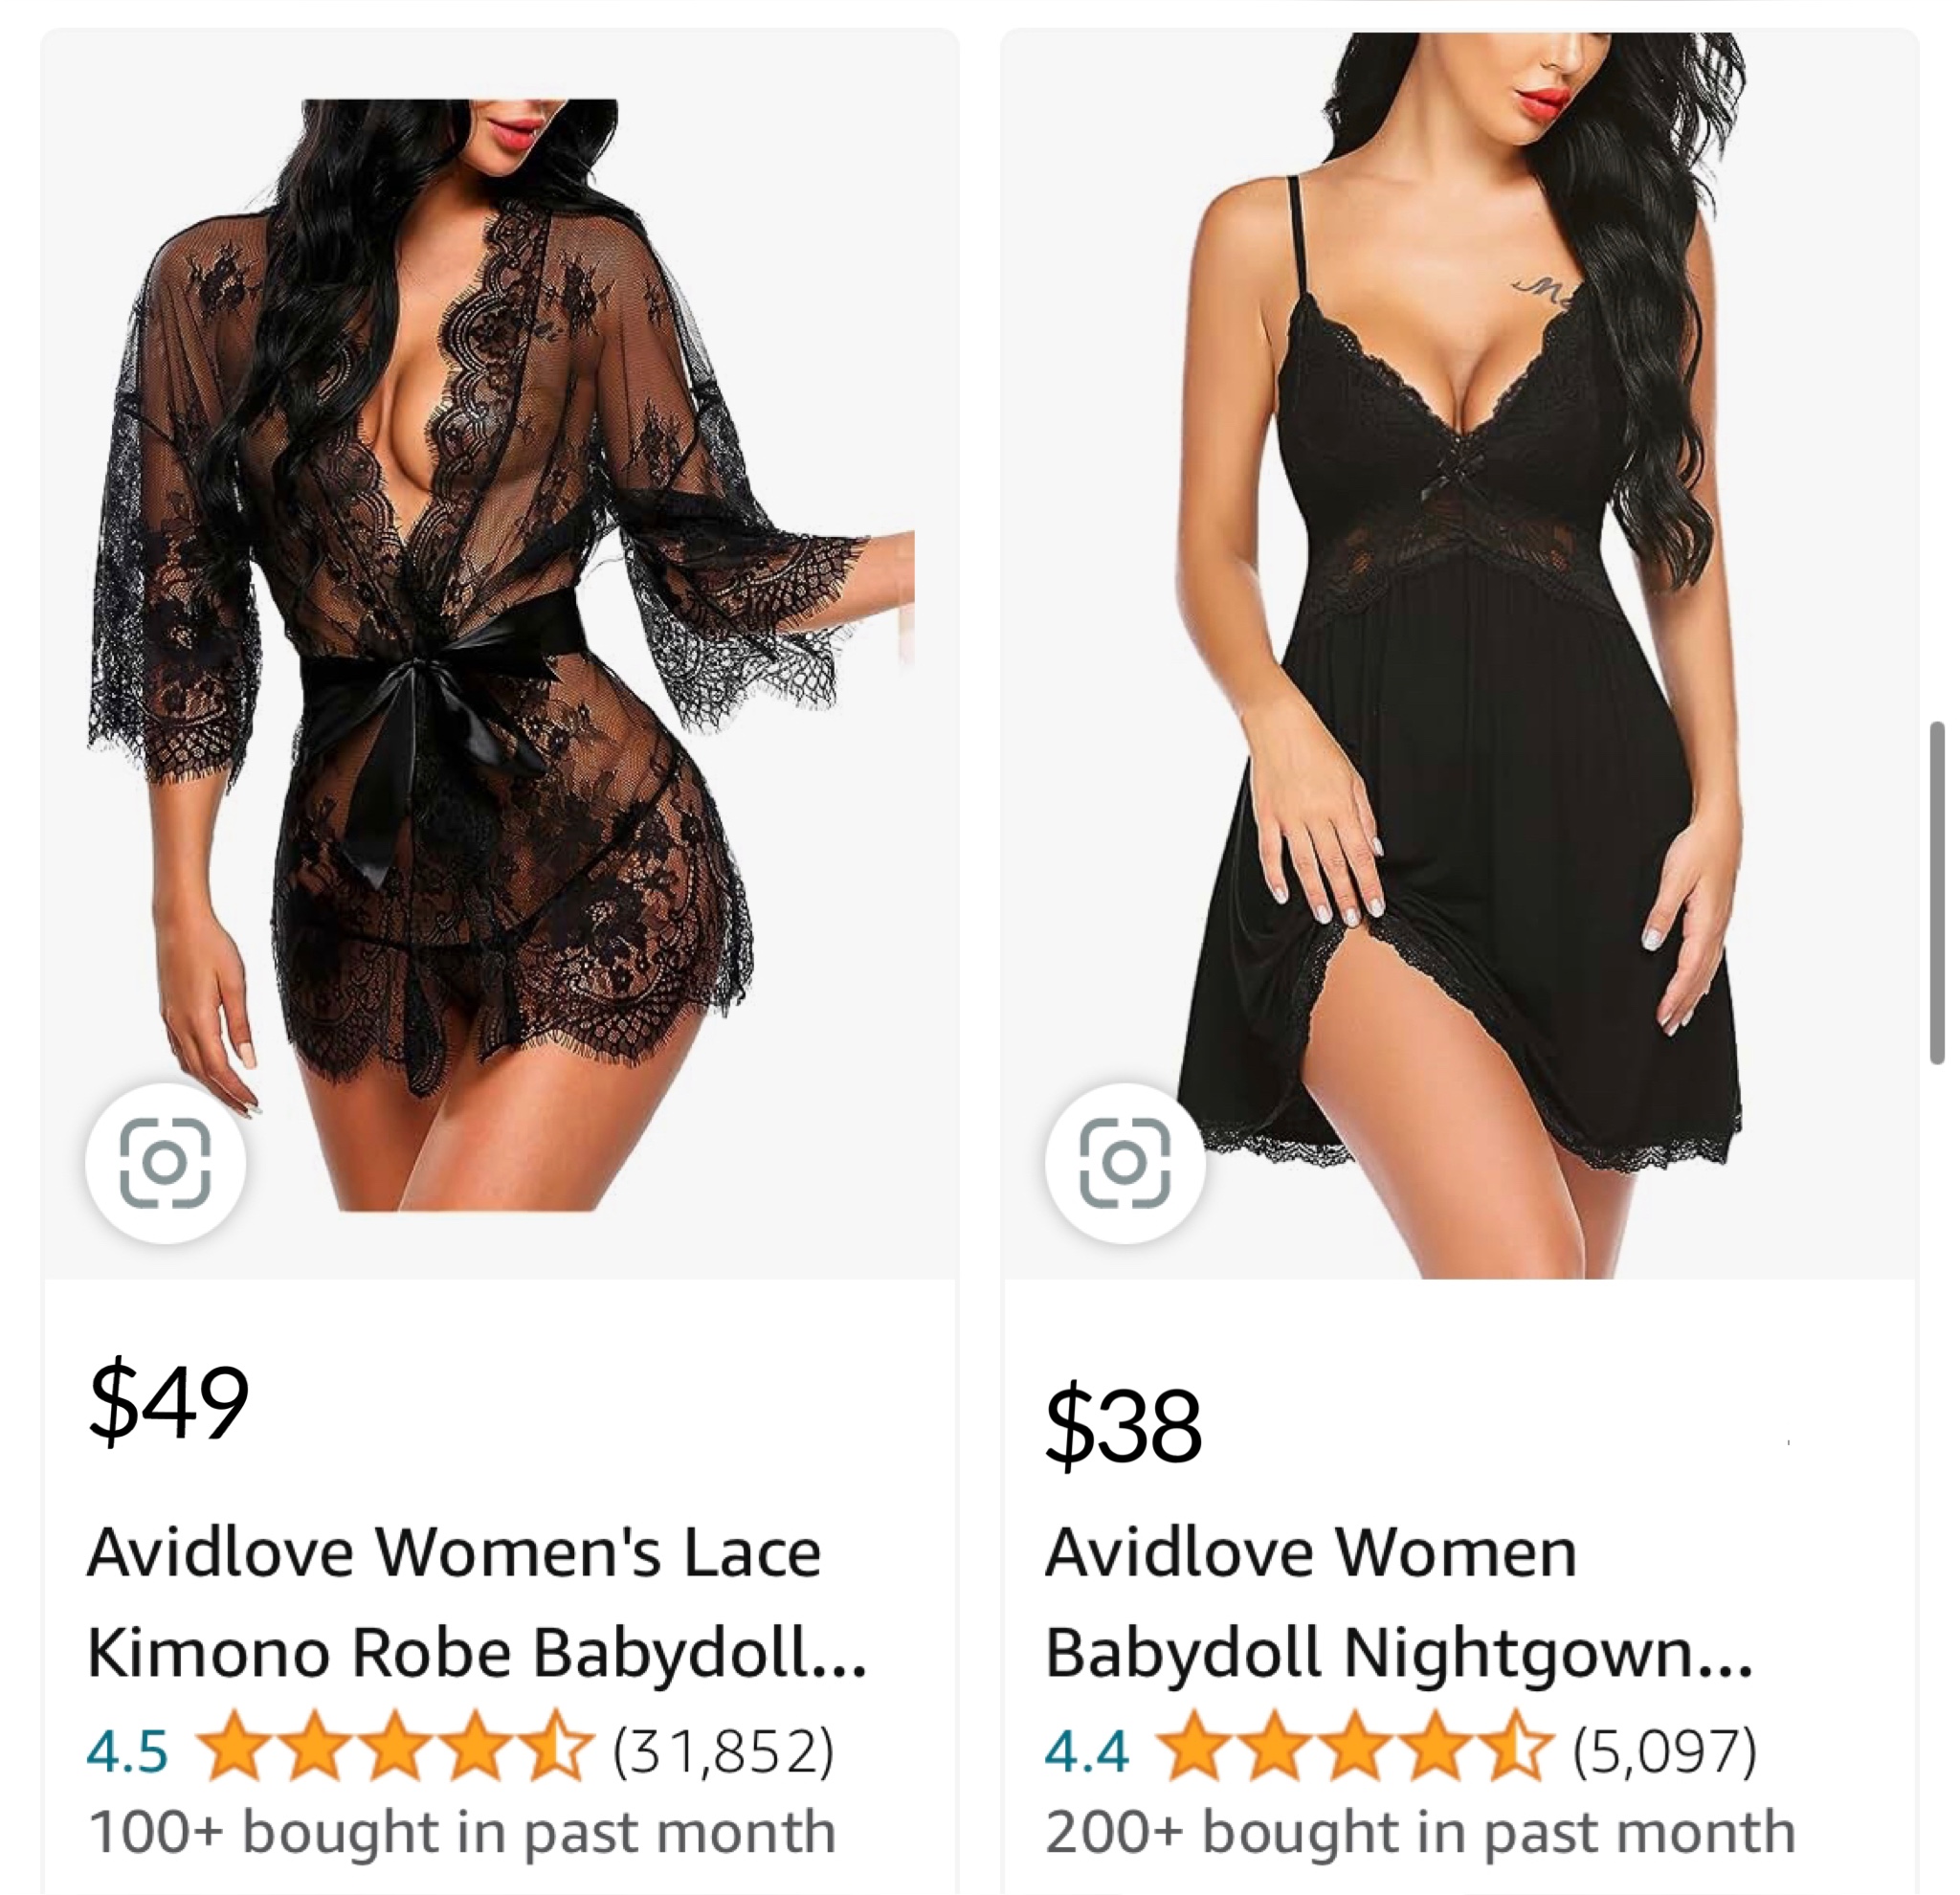 $49
Avidlove Women's Lace
Kimono Robe Babydoll...
4.5 (31,852)
100+ bought in past month
$38
Avidlove Women
Babydoll Nightgown...
4.4 (5,097)
200+ bought in past month